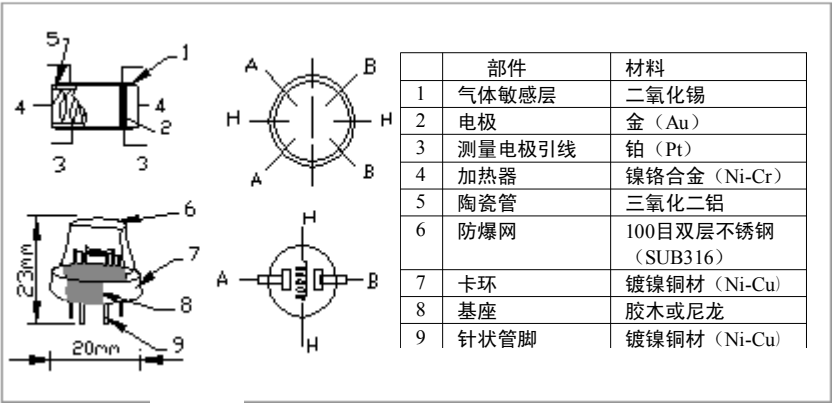 5
1
4
4
2
3
3
A
B
H
H
A
B
6
7
8
9
23mm
20mm
H
A
B
H
部件 材料
1 气体敏感层 二氧化锡
2 电极 金（Au）
3 测量电极引线 铂（Pt）
4 加热器 镍铬合金（Ni-Cr）
5 陶瓷管 三氧化二铝
6 防爆网 100目双层不锈钢
（SUB316）
7 卡环 镀镍铜材（Ni-Cu）
8 基座 胶木或尼龙
9 针状管脚 镀镍铜材（Ni-Cu）